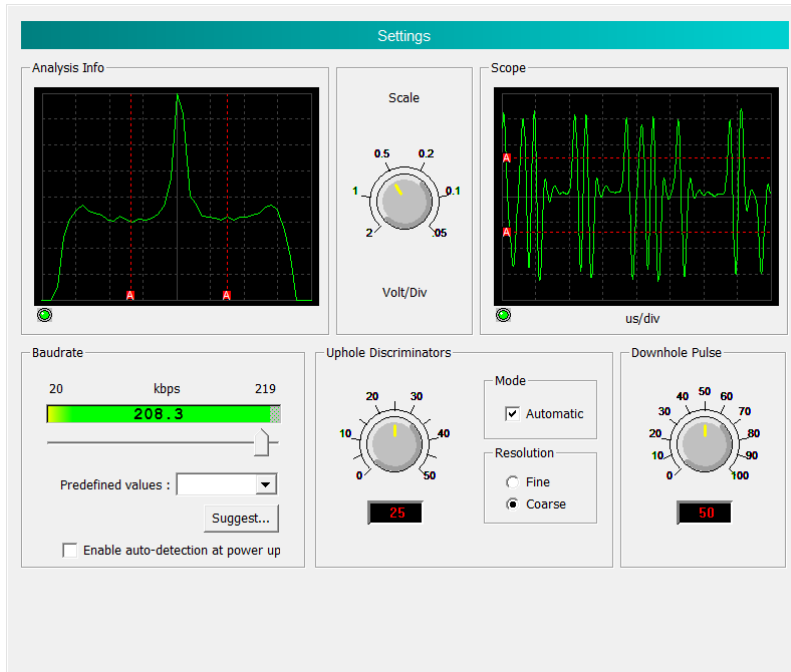 Settings
Analysis Info
A A
Scale
0.5 0.2
1 0.1
2 .05
Volt/Div
Scope
A
A
us/div
Baudrate
20 kbps 219
208.3
Predefined values :
Suggest...
Enable auto-detection at power up
Uphole Discriminators
20 30
10 40
0 50
25
Mode
Automatic
Resolution
Fine
Coarse
Downhole Pulse
40 50 60
30 70
20 80
10 90
0 100
50